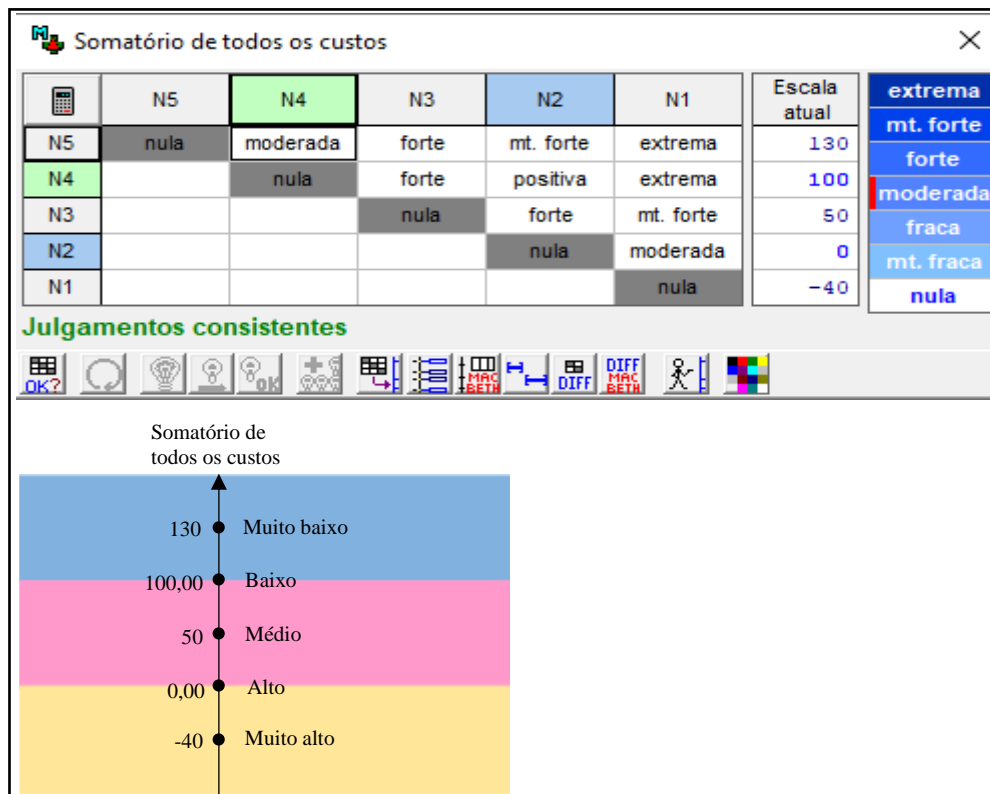 Somatório de todos os custos
N5 N4 N3 N2 N1 Escala atual
N5 nula moderada forte mt. forte extrema 130
N4 nula forte positiva extrema 100
N3 nula forte mt. forte 50
N2 nula moderada 0
N1 nula -40
extrema
mt. forte
forte
moderada
fraca
mt. fraca
nula
Julgamentos consistentes
OK? OK MAC BETH DIFF DIFF MAC BETH
Somatório de
todos os custos
130 Muito baixo
100,00 Baixo
50 Médio
0,00 Alto
-40 Muito alto